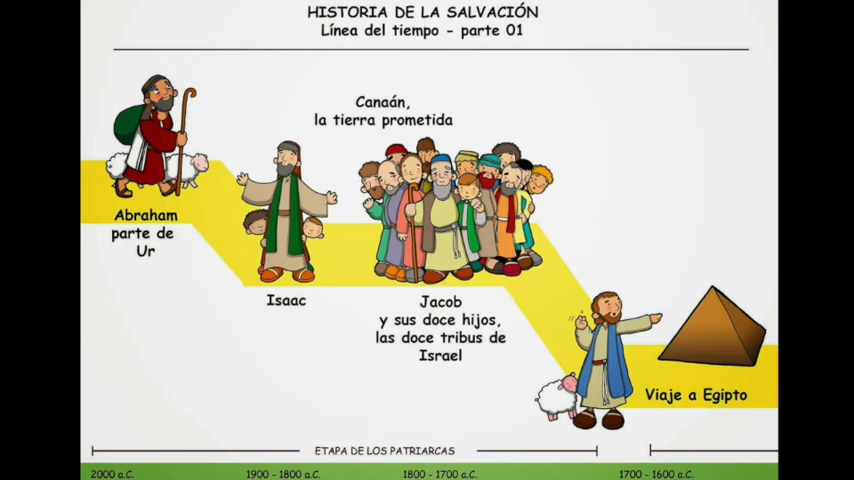 HISTORIA DE LA SALVACIÓN
Línea del tiempo - parte 01
Canaán,
la tierra prometida
Abraham
parte de
Ur
Isaac
Jacob
y sus doce hijos,
las doce tribus de
Israel
Viaje a Egipto
ETAPA DE LOS PATRIARCAS
2000 a.C.
1900 - 1800 a.C.
1800 - 1700 a.C.
1700 - 1600 a.C.